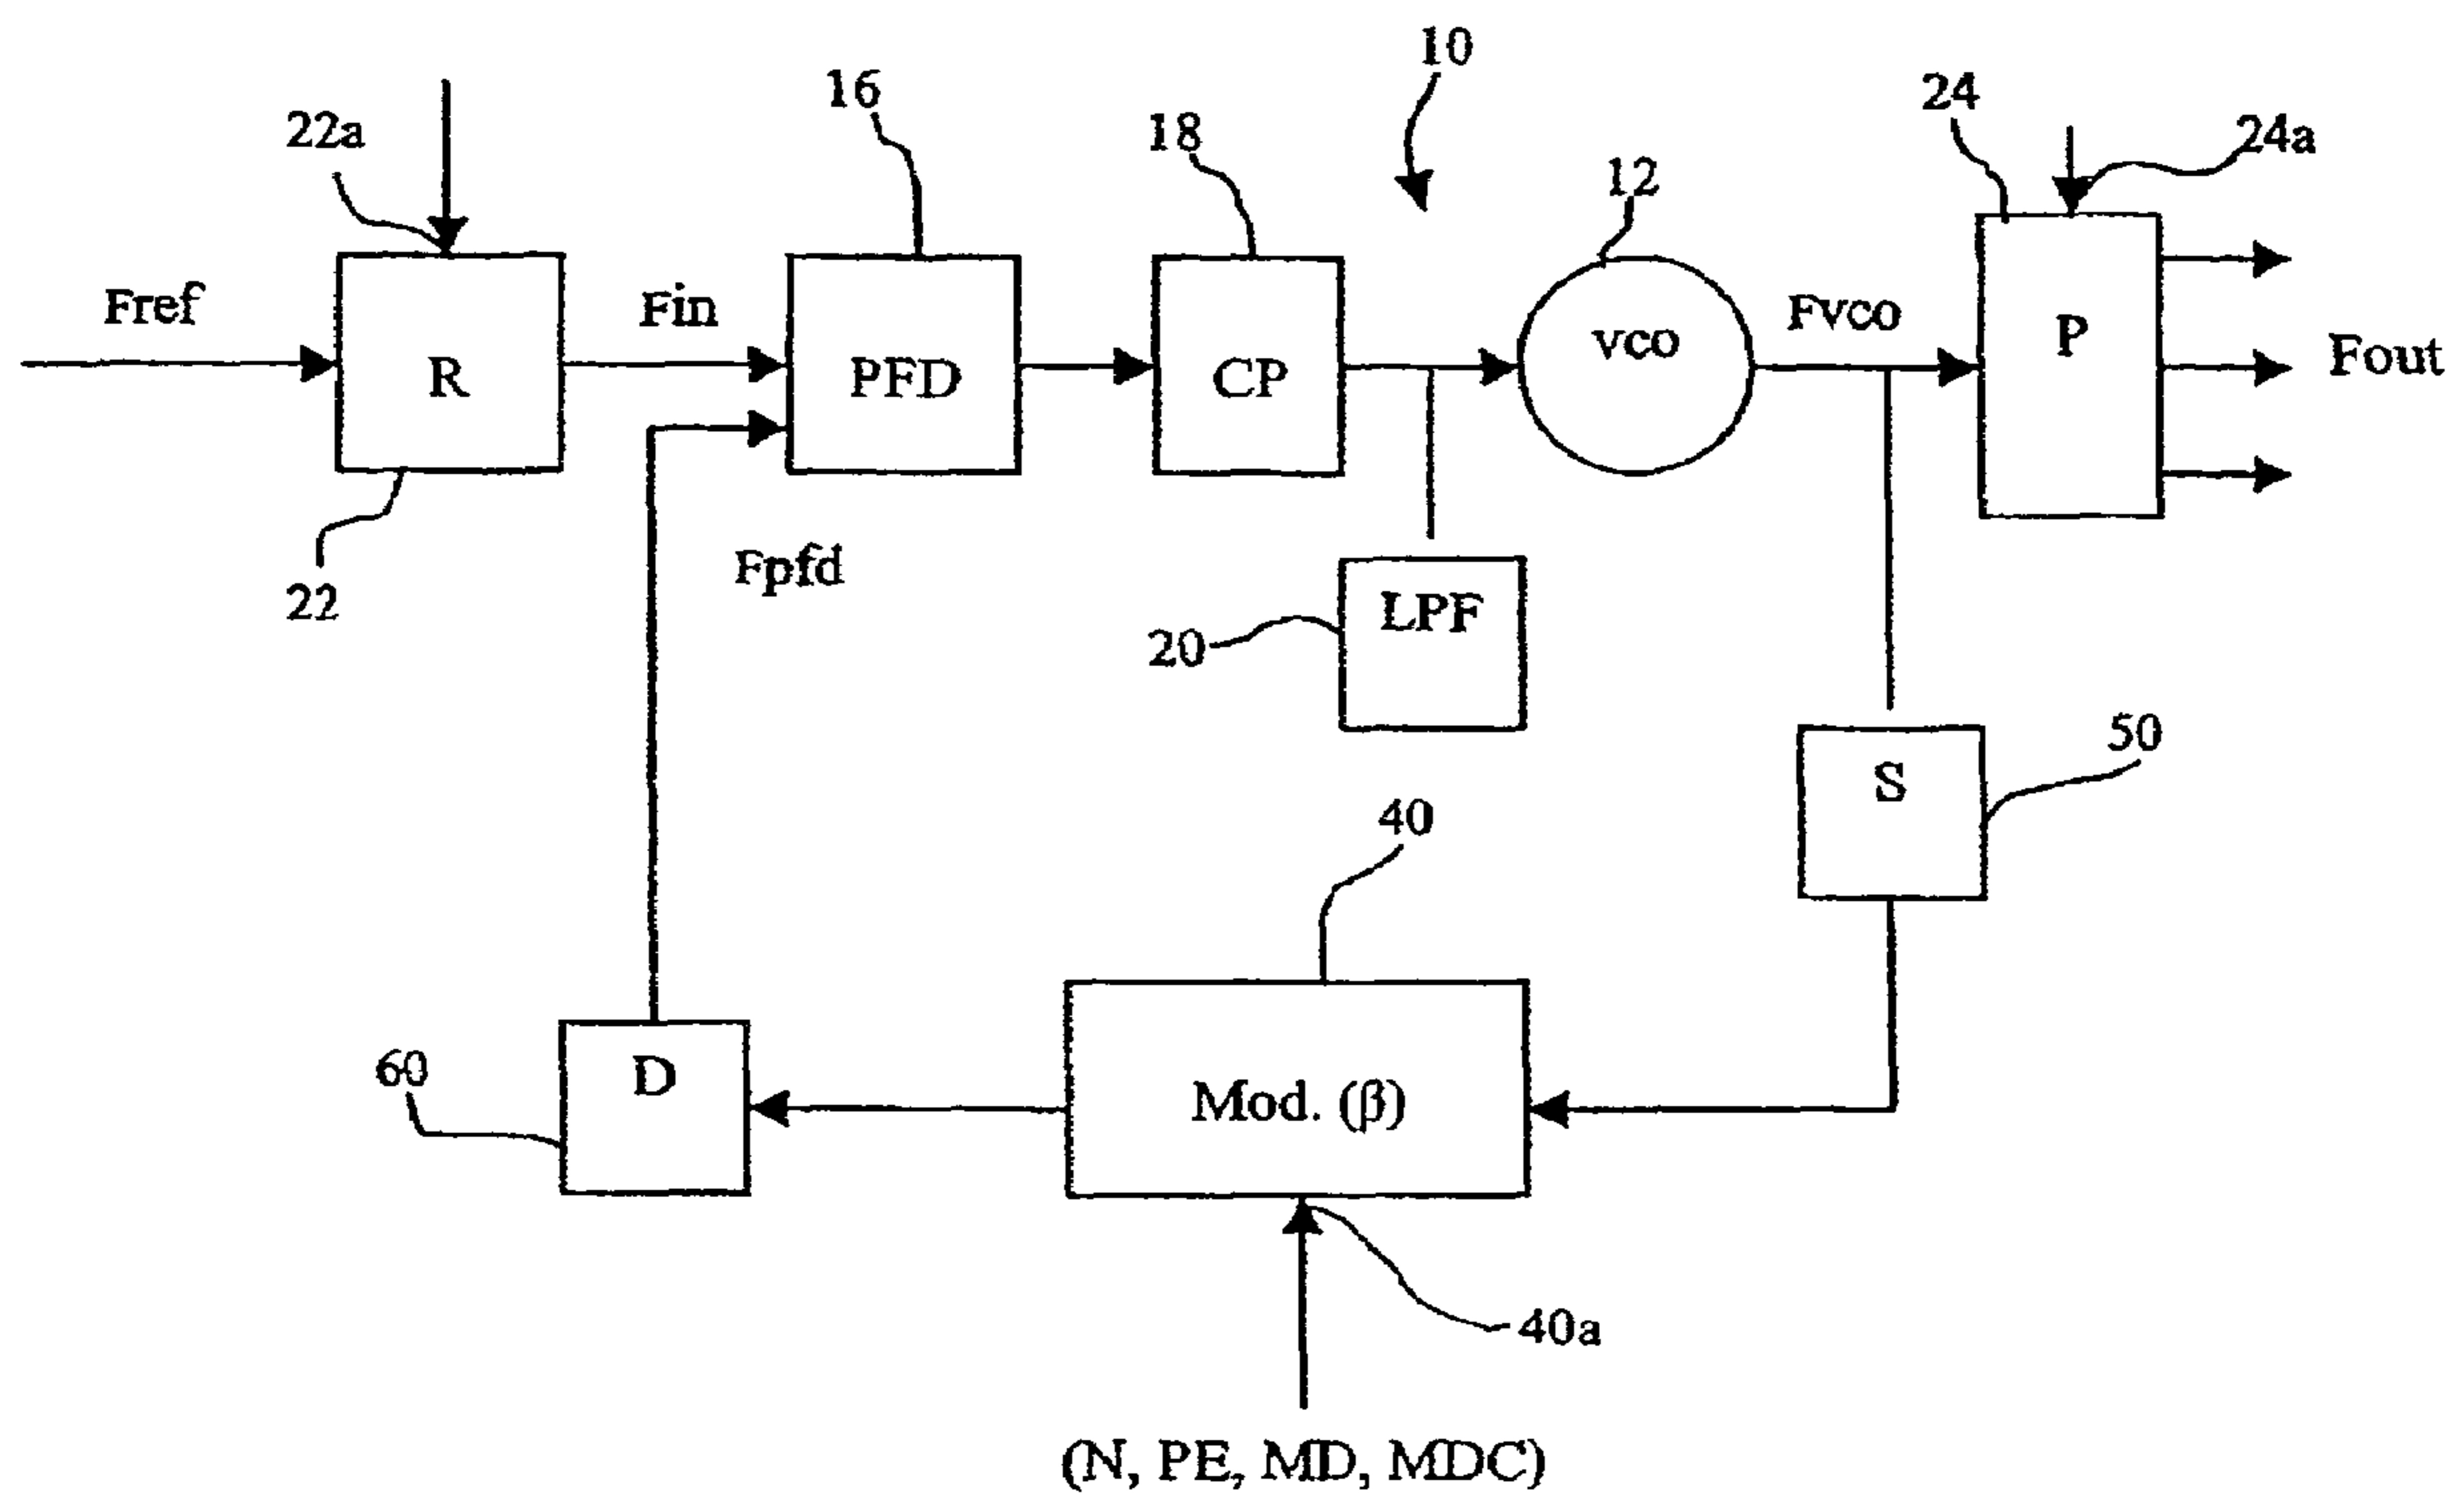 10
16
24
22a
18
24a
12
Fref
Fin
Fvco
R
PFD
CP
vco
P
Fout
Fpfd
22
LPF
20
50
S
40
60
D
Mod. (β)
40a
(N, PE, MD, MDC)